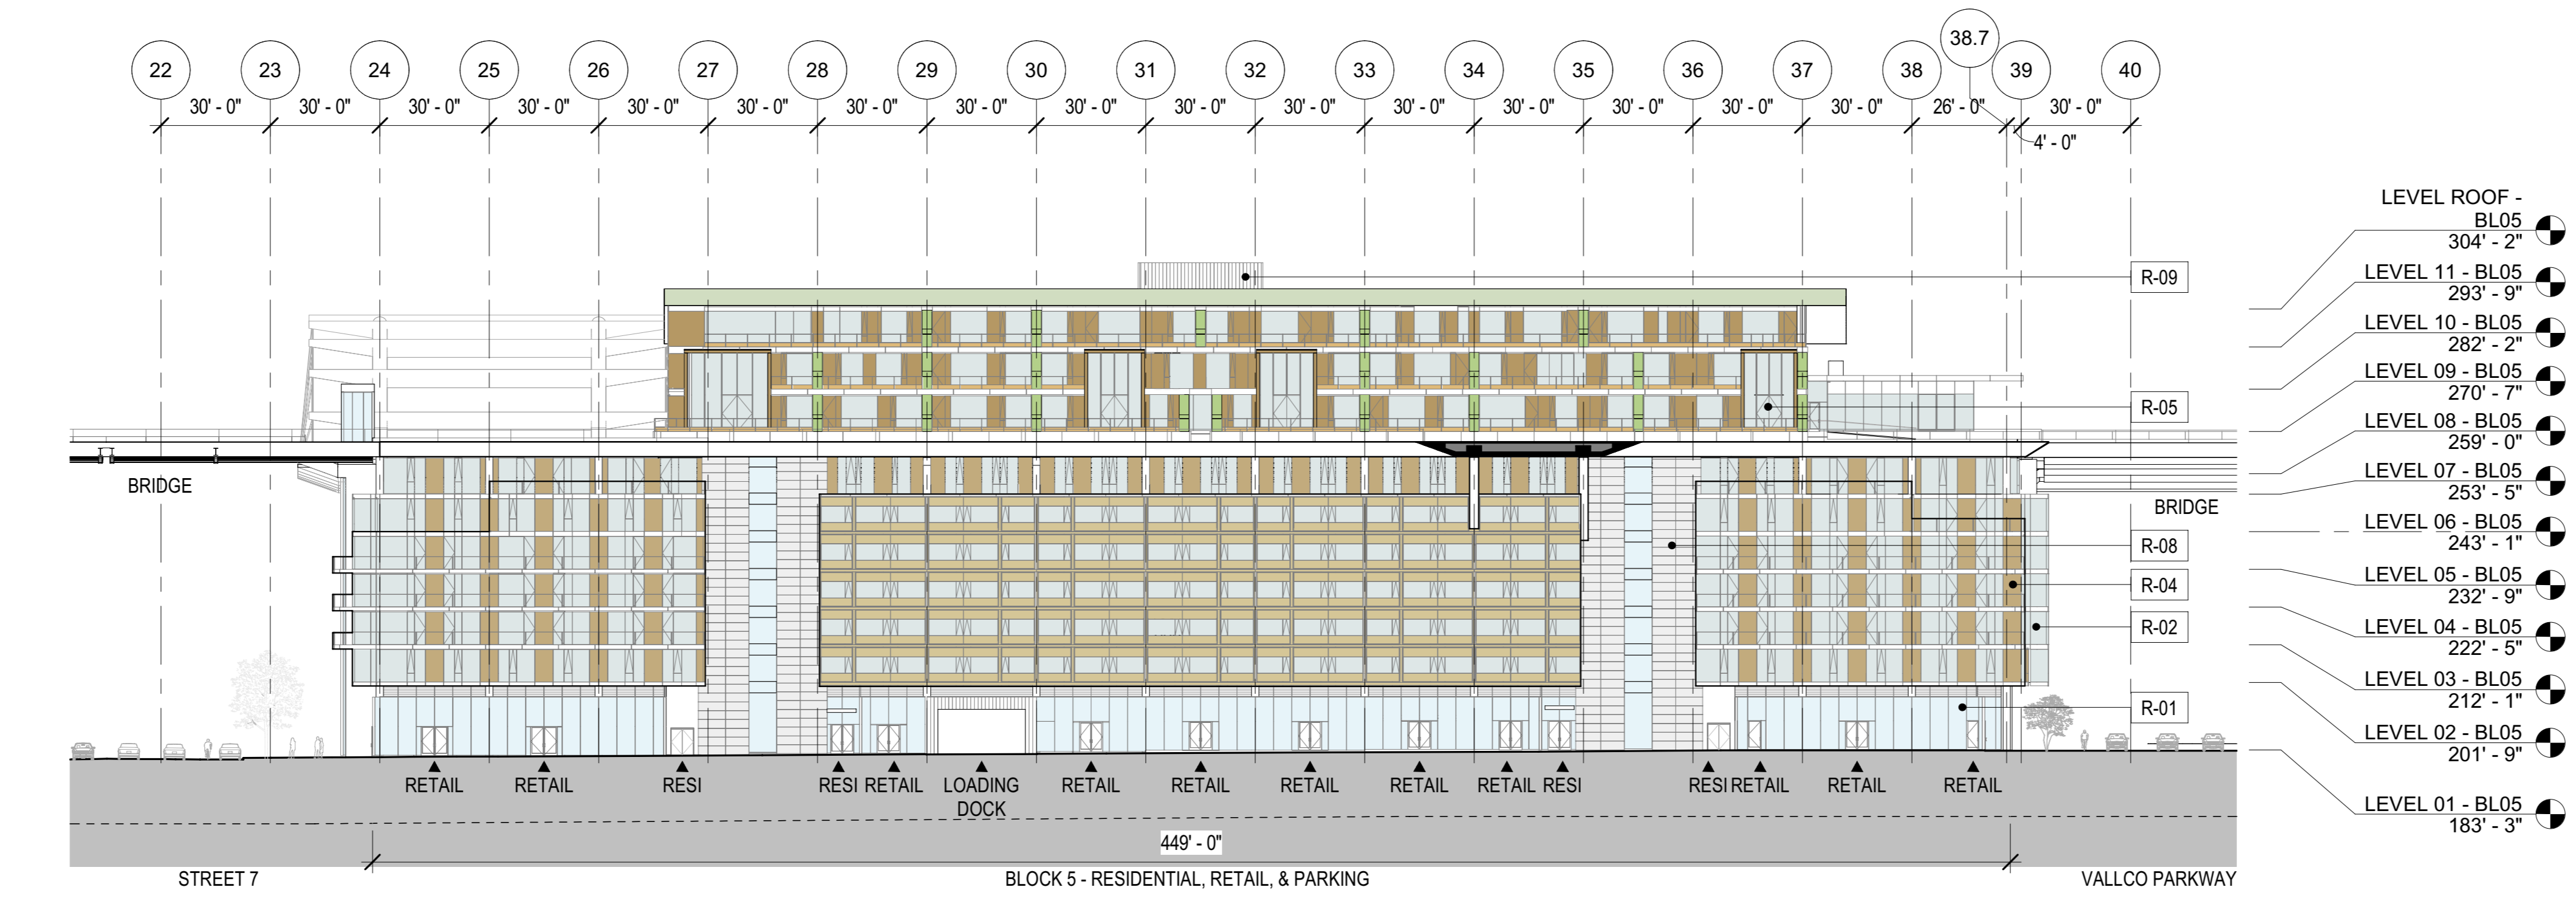 38.7
22 23 24 25 26 27 28 29 30 31 32 33 34 35 36 37 38 39 40
30' - 0" 30' - 0" 30' - 0" 30' - 0" 30' - 0" 30' - 0" 30' - 0" 30' - 0" 30' - 0" 30' - 0" 30' - 0" 30' - 0" 30' - 0" 30' - 0" 30' - 0" 30' - 0" 26' - 0" 30' - 0"
4' - 0"
LEVEL ROOF -
BL05
304' - 2"
LEVEL 11 - BL05
293' - 9"
LEVEL 10 - BL05
282' - 2"
LEVEL 09 - BL05
270' - 7"
LEVEL 08 - BL05
259' - 0"
LEVEL 07 - BL05
253' - 5"
LEVEL 06 - BL05
243' - 1"
LEVEL 05 - BL05
232' - 9"
LEVEL 04 - BL05
222' - 5"
LEVEL 03 - BL05
212' - 1"
LEVEL 02 - BL05
201' - 9"
LEVEL 01 - BL05
183' - 3"
R-09
R-05
BRIDGE
BRIDGE
R-08
R-04
R-02
R-01
RETAIL RETAIL RESI RESI RETAIL LOADING RETAIL RETAIL RETAIL RETAIL RETAIL RESI RESI RETAIL RETAIL RETAIL
DOCK
449' - 0"
STREET 7 BLOCK 5 - RESIDENTIAL, RETAIL, & PARKING VALLCO PARKWAY